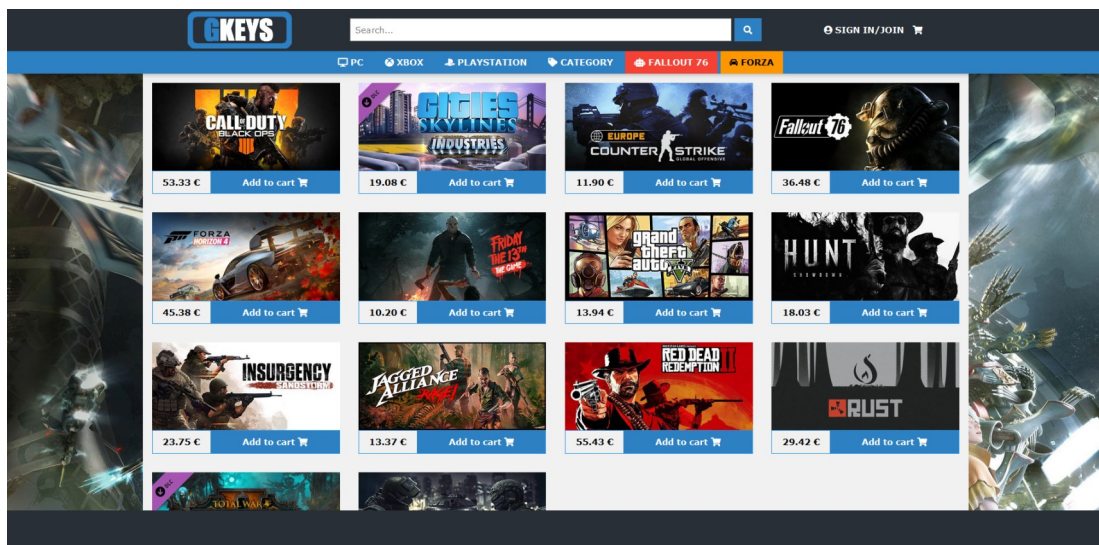 GKEYS
Search...
SIGN IN/JOIN
PC XBOX PLAYSTATION CATEGORY FALLOUT 76 FORZA
CALL OF DUTY
BLACK OPS
IIII
DLC
CITIES
SKYLINES
INDUSTRIES
EUROPE
COUNTER STRIKE
GLOBAL OFFENSIVE
Fallout 76
53.33 € Add to cart
19.08 € Add to cart
11.90 € Add to cart
36.48 € Add to cart
FORZA
HORIZON 4
FRIDAY
THE 13TH
THE GAME
grand
theft
auto V
HUNT
SHOWDOWN
45.38 € Add to cart
10.20 € Add to cart
13.94 € Add to cart
18.03 € Add to cart
INSURGENCY
SANDSTORM
JAGGED
ALLIANCE
RAGE!
RED DEAD
REDEMPTION II
RUST
23.75 € Add to cart
13.37 € Add to cart
55.43 € Add to cart
29.42 € Add to cart
DLC
TOTAL WAR